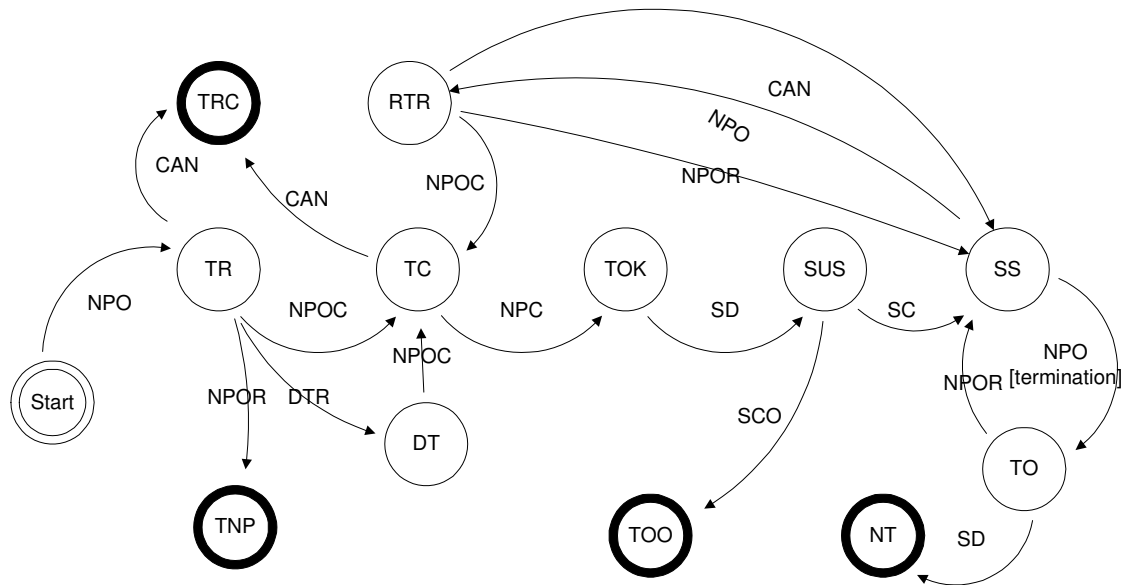 CAN
TRC
RTR
NPO
CAN
NPOR
NPOC
CAN
TR
TC
TOK
SUS
SS
NPO
NPOC
NPC
SD
SC
NPOC
NPO
[termination]
NPOR
Start
NPOR
DTR
SCO
DT
TO
TNP
TOO
NT
SD